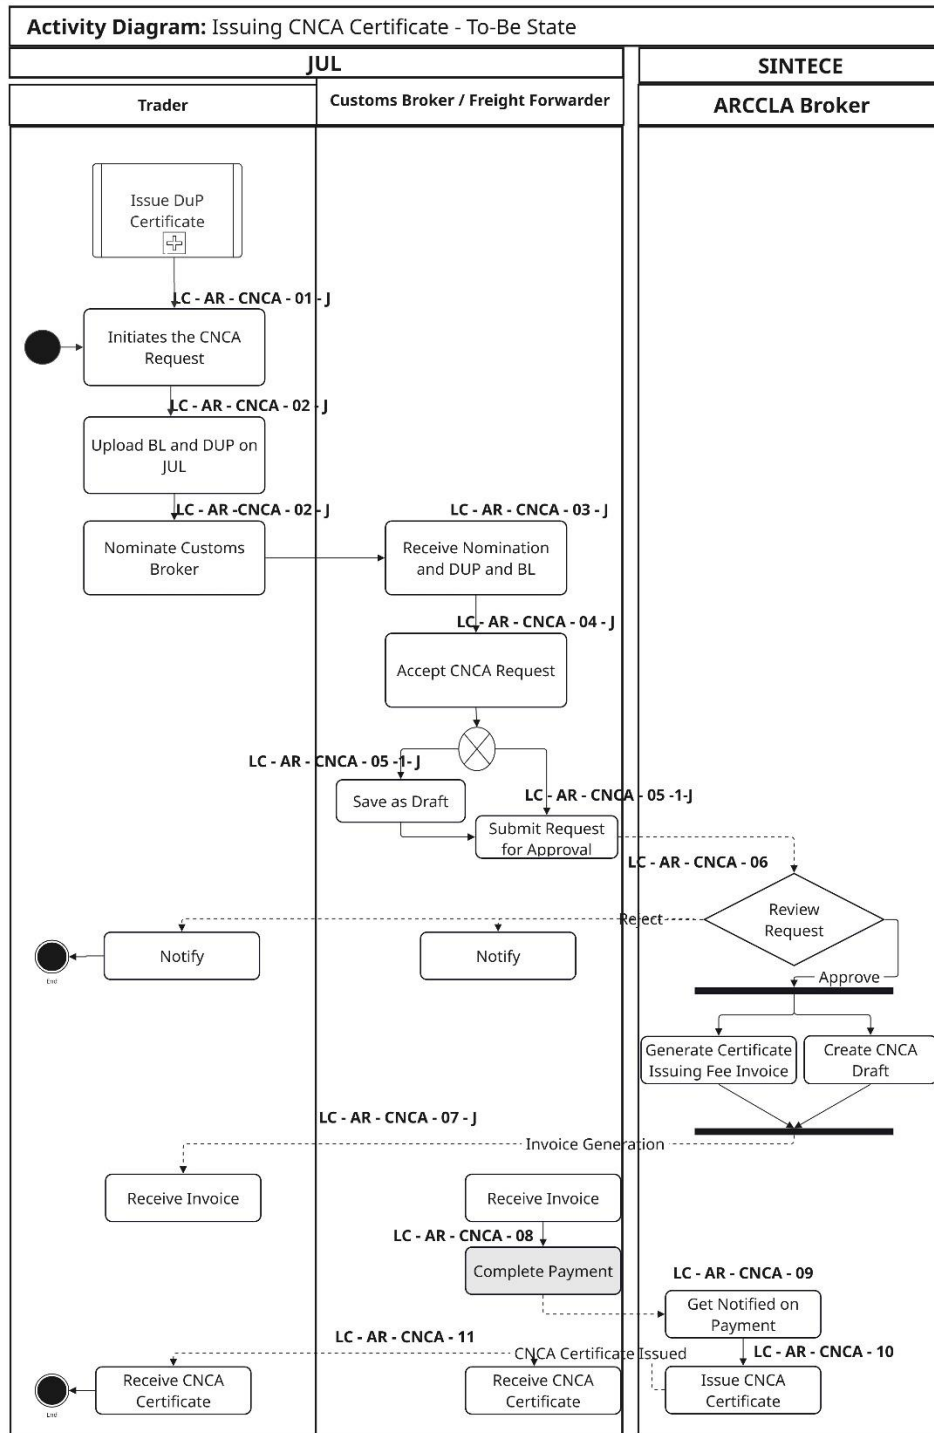 Activity Diagram: Issuing CNCA Certificate - To-Be State
JUL
SINTECE
Trader
Customs Broker / Freight Forwarder
ARCCLA Broker
Issue DuP
Certificate
LC - AR - CNCA - 01 - J
Initiates the CNCA
Request
LC - AR - CNCA - 02 - J
Upload BL and DUP on
JUL
LC - AR -CNCA - 02 - J
Nominate Customs
Broker
LC - AR - CNCA - 03 - J
Receive Nomination
and DUP and BL
LC - AR - CNCA - 04 - J
Accept CNCA Request
LC - AR - CNCA - 05 -1- J
Save as Draft
LC - AR - CNCA - 05 -1-J
Submit Request
for Approval
LC - AR - CNCA - 06
Review
Request
Reject
Notify
Notify
End
Approve
Generate Certificate
Issuing Fee Invoice
Create CNCA
Draft
LC - AR - CNCA - 07 - J
Invoice Generation
Receive Invoice
Receive Invoice
LC - AR - CNCA - 08
Complete Payment
LC - AR - CNCA - 09
Get Notified on
Payment
LC - AR - CNCA - 11
CNCA Certificate Issued
LC - AR - CNCA - 10
Receive CNCA
Certificate
Receive CNCA
Certificate
Issue CNCA
Certificate
End